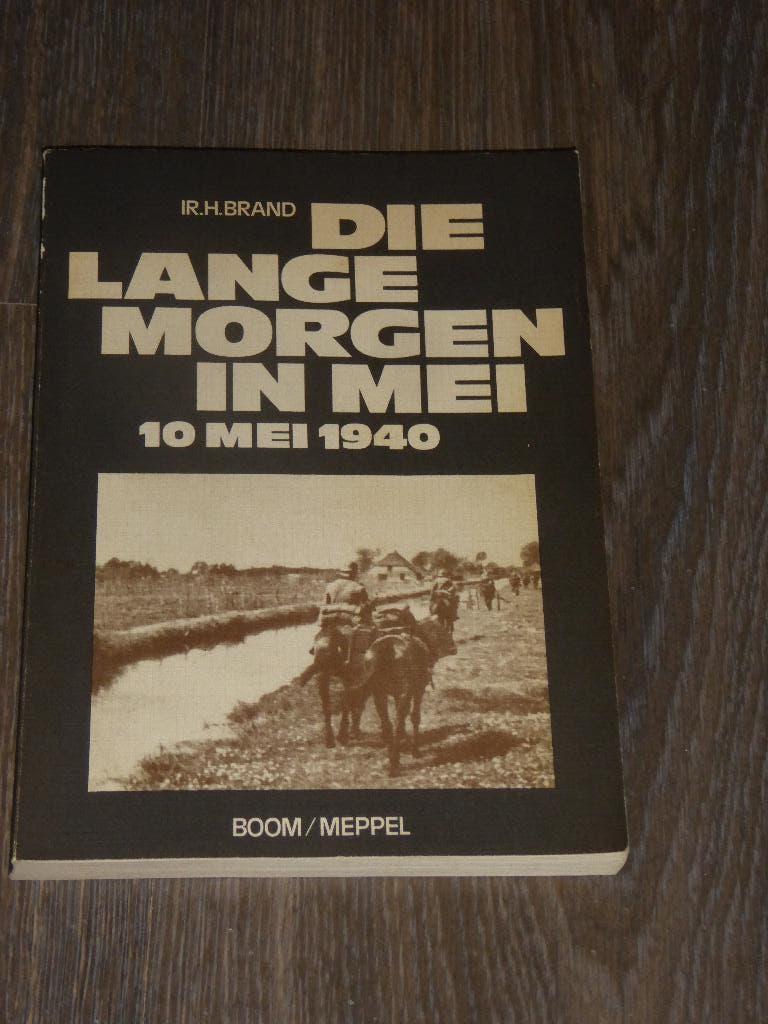 IR.H.BRAND DIE
LANGE
MORGEN
IN MEI
10 MEI 1940
BOOM/MEPPEL